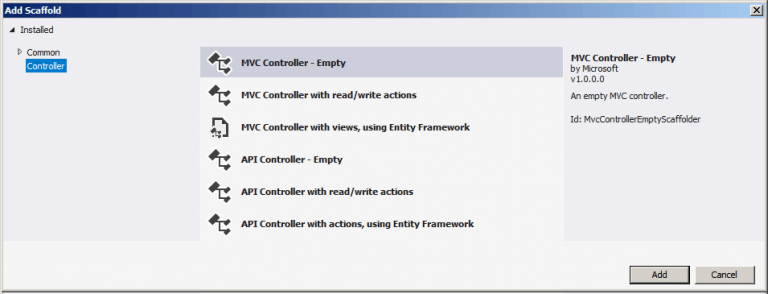 Add Scaffold
Installed
Common
Controller
MVC Controller - Empty
MVC Controller with read/write actions
MVC Controller with views, using Entity Framework
API Controller - Empty
API Controller with read/write actions
API Controller with actions, using Entity Framework
MVC Controller - Empty
by Microsoft
v1.0.0.0
An empty MVC controller.
Id: MvcControllerEmptyScaffolder
Add
Cancel